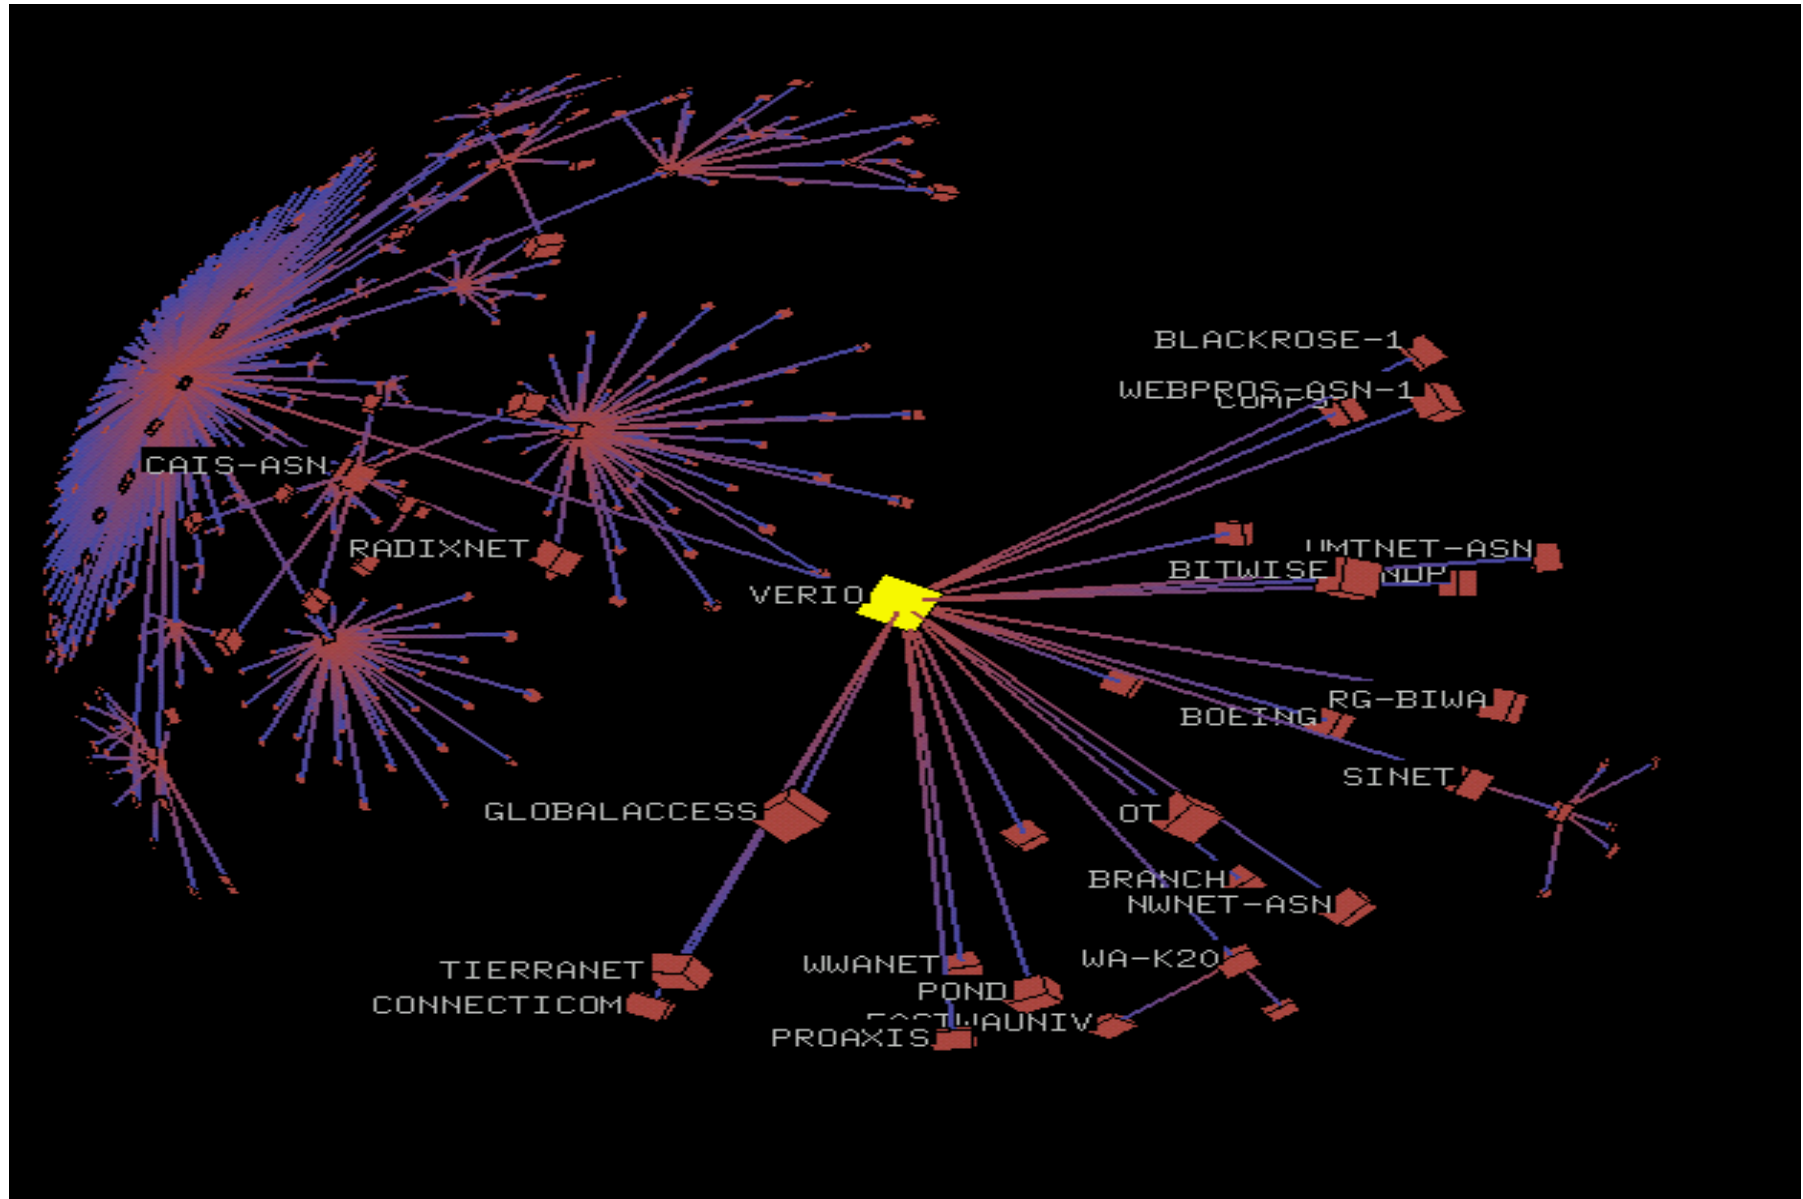 BLACKROSE-1
WEBPROS-ASN-1
CAIS-ASN
RADIXNET
BITWISE
VERIO
RG-BIWA
BOEING
SINET
GLOBALACCESS
OT
BRANCH
NWNET-ASN
WA-K20
WWANET
TIERRANET
POND
CONNECTICOM
PROAXIS